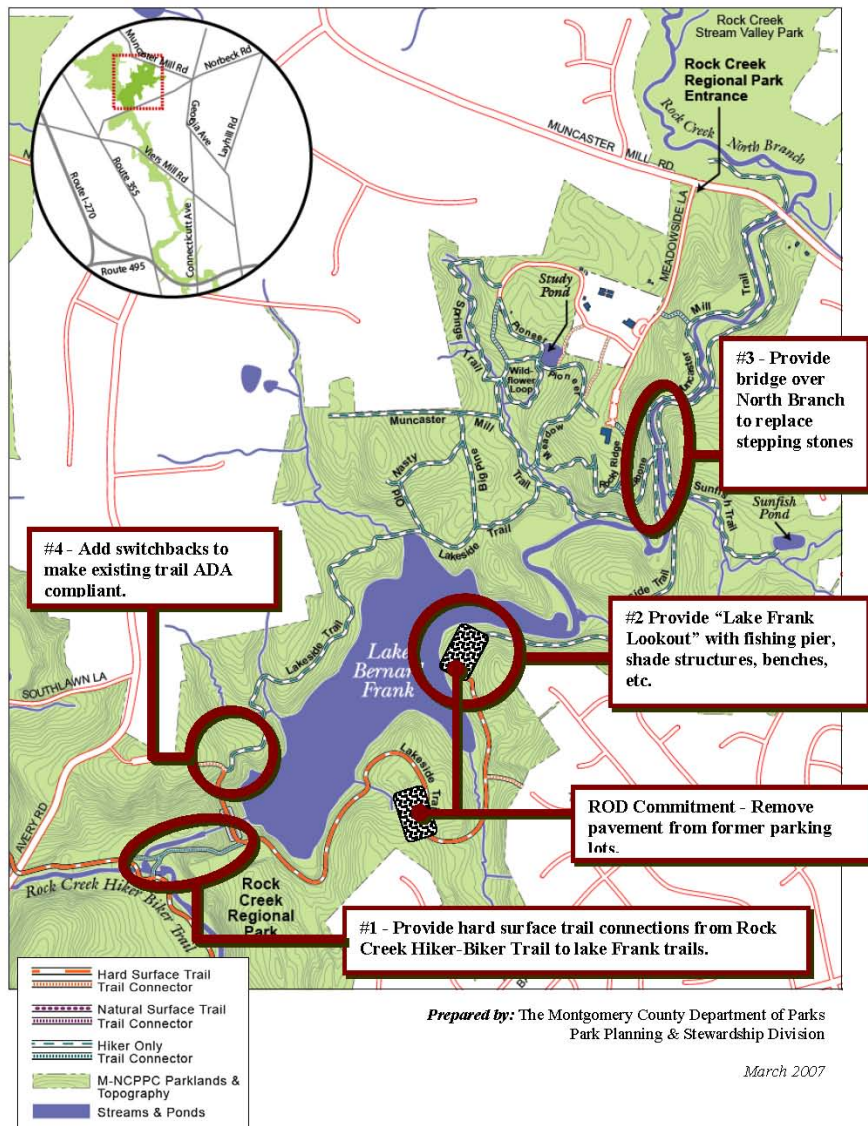 Rock Creek
Stream Valley Park
Rock Creek
Regional Park
Entrance
Rock Creek North Branch
MUNCASTER MILL RD
MEADOWSIDE LA
Muncaster Mill Rd
Norbeck Rd
Georgia Ave
Layhill Rd
Viers Mill Rd
Route 355
Route I-270
Connecticutt Ave
Route 495
Study
Pond
Springs
Trail
Pioneer
Wild-
flower
Loop
Pionee r
Mill
Trail
Muncaster
Muncaster Mill
Trail
Meadow
Rocky Ridge
Old Nasty
Big Pine
Lakeside Trail
Sunfish Trail
Sunfish
Pond
#3 - Provide
bridge over
North Branch
to replace
stepping stones
#4 - Add switchbacks to
make existing trail ADA
compliant.
Lakeside Trail
Lake
Bernard
Frank
#2 Provide “Lake Frank
Lookout” with fishing pier,
shade structures, benches,
etc.
SOUTHLAWN LA
AVERY RD
Lakeside Trail
ROD Commitment - Remove
pavement from former parking
lots.
Rock Creek Hiker Biker Trail
Rock
Creek
Regional
Park
#1 - Provide hard surface trail connections from Rock
Creek Hiker-Biker Trail to lake Frank trails.
Hard Surface Trail
Trail Connector
Natural Surface Trail
Trail Connector
Hiker Only
Trail Connector
M-NCPPC Parklands &
Topography
Streams & Ponds
Prepared by: The Montgomery County Department of Parks
Park Planning & Stewardship Division
March 2007